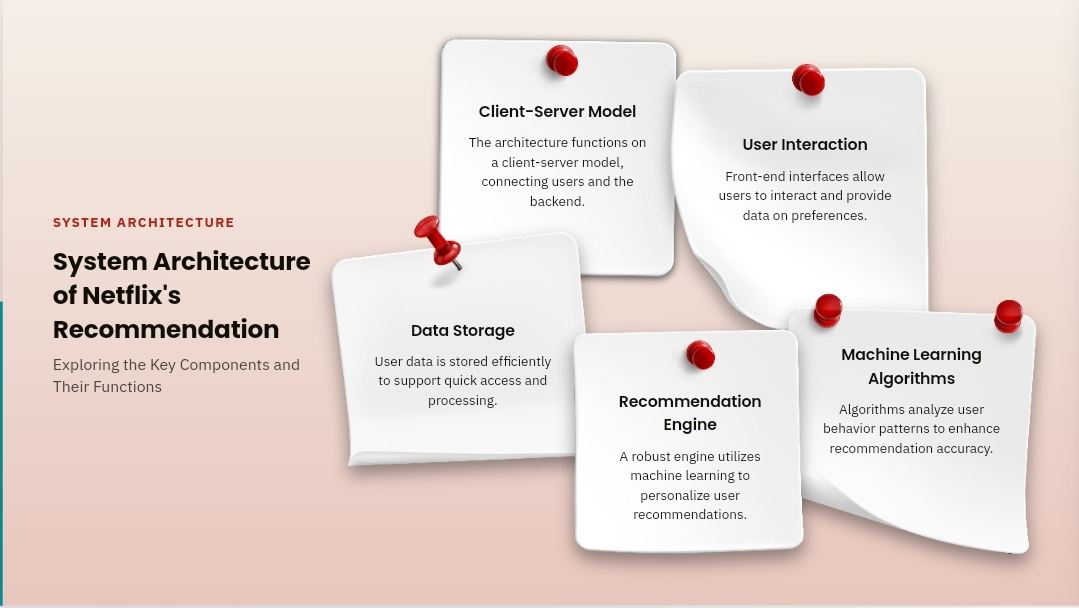 SYSTEM ARCHITECTURE
System Architecture
of Netflix's
Recommendation
Exploring the Key Components and
Their Functions
Client-Server Model
The architecture functions on
a client-server model,
connecting users and the
backend.
User Interaction
Front-end interfaces allow
users to interact and provide
data on preferences.
Data Storage
User data is stored efficiently
to support quick access and
processing.
Recommendation
Engine
A robust engine utilizes
machine learning to
personalize user
recommendations.
Machine Learning
Algorithms
Algorithms analyze user
behavior patterns to enhance
recommendation accuracy.